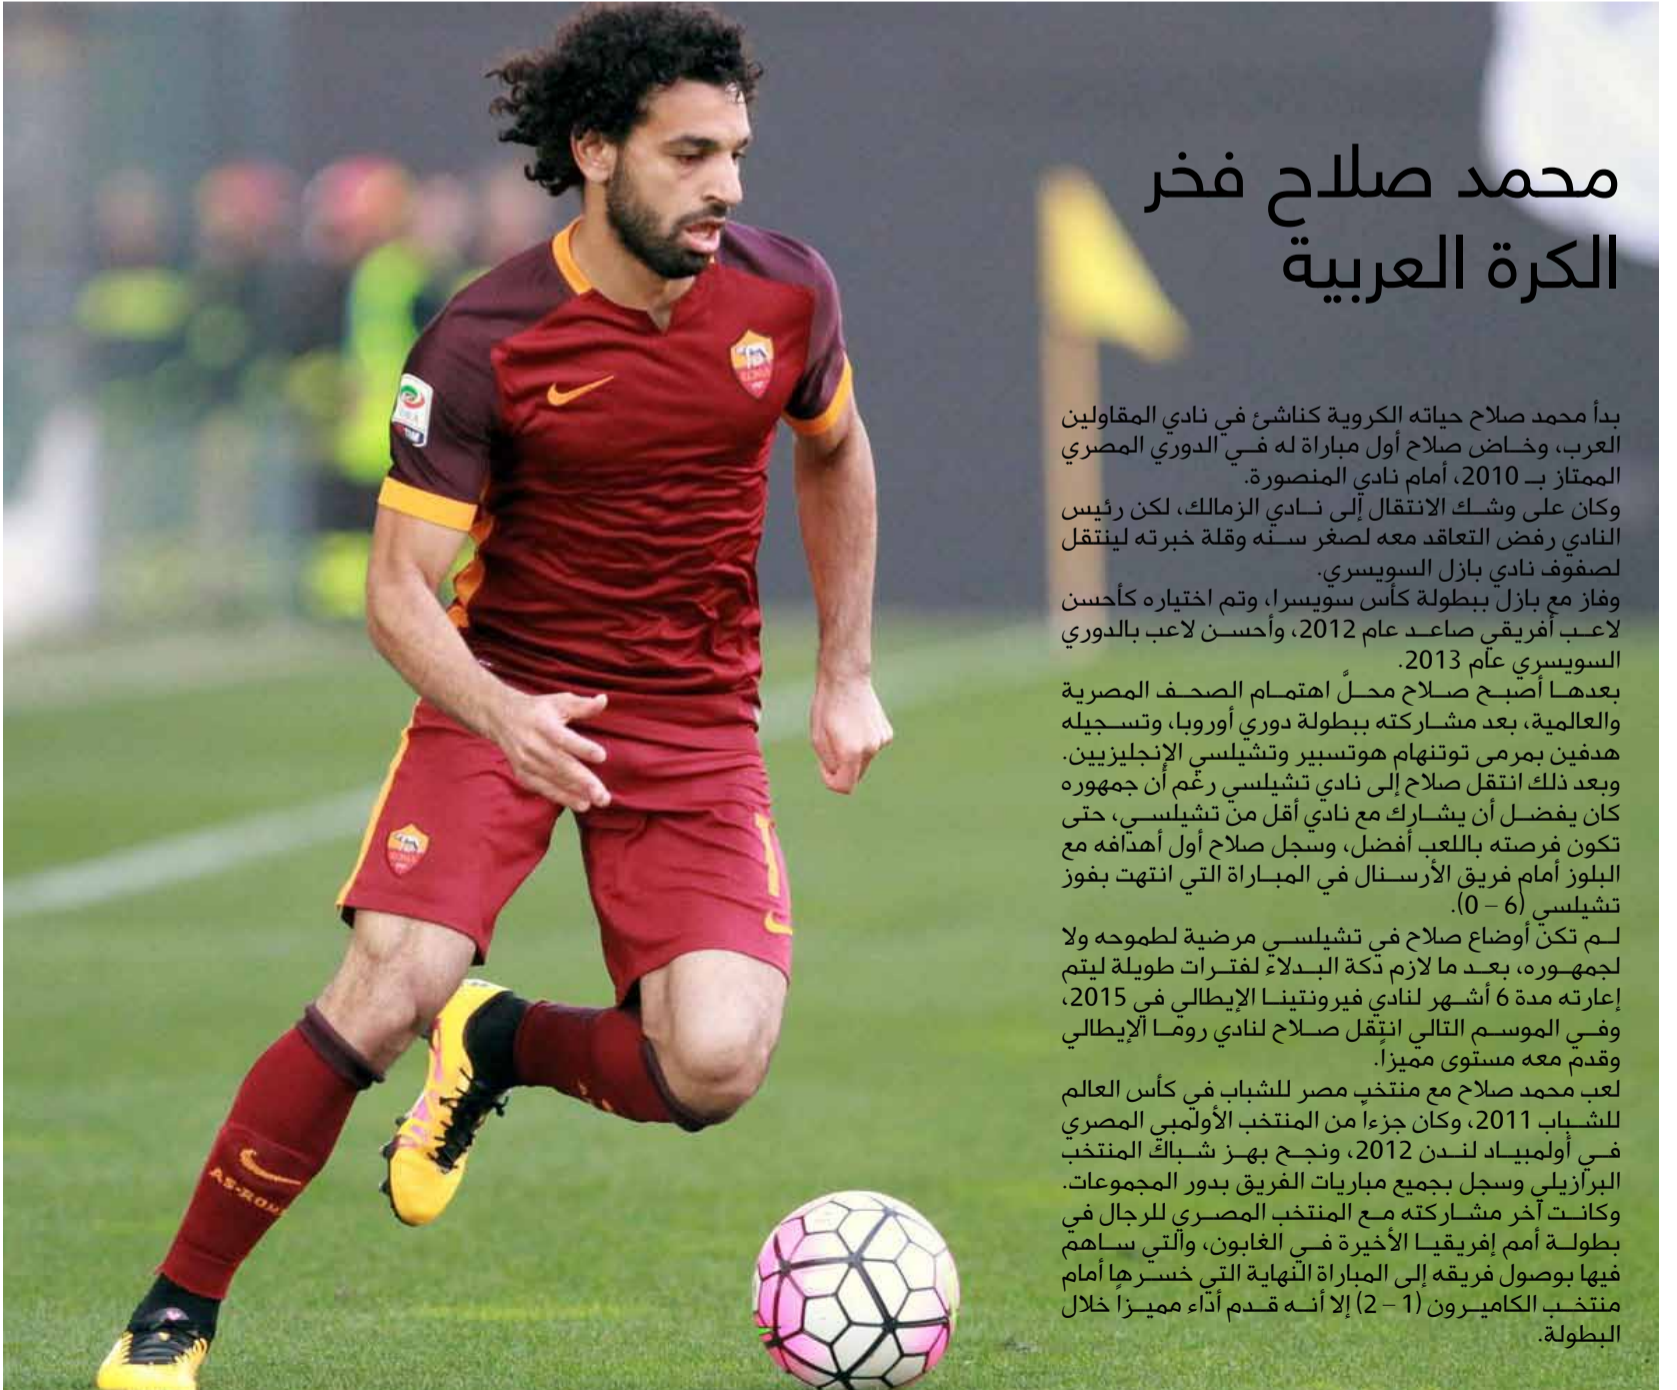 محمد صلاح فخر
الكرة العربية
بدأ محمد صلاح حياته الكروية كناشئ في نادي المقاولين
العرب، وخاض صلاح أول مباراة له في الدوري المصري
الممتاز بـ 2010، أمام نادي المنصورة.
وكان على وشك الانتقال إلى نادي الزمالك، لكن رئيس
النادي رفض التعاقد معه لصغر سنه وقلة خبرته لينتقل
لصفوف نادي بازل السويسري.
وفاز مع بازل ببطولة كأس سويسرا، وتم اختياره كأحسن
لاعب أفريقي صاعد عام 2012، وأحسن لاعب بالدوري
السويسري عام 2013.
بعدها أصبح صلاح محلَّ اهتمام الصحف المصرية
والعالمية، بعد مشاركته ببطولة دوري أوروبا، وتسجيله
هدفين بمرمى توتنهام هوتسبير وتشيلسي الإنجليزيين.
وبعد ذلك انتقل صلاح إلى نادي تشيلسي رغم أن جمهوره
كان يفضل أن يشارك مع نادي أقل من تشيلسي، حتى
تكون فرصته باللعب أفضل، وسجل صلاح أول أهدافه مع
البلوز أمام فريق الأرسنال في المباراة التي انتهت بفوز
تشيلسي (6 – 0).
لم تكن أوضاع صلاح في تشيلسي مرضية لطموحه ولا
لجمهوره، بعد ما لازم دكة البدلاء لفترات طويلة ليتم
إعارته مدة 6 أشهر لنادي فيرونتينا الإيطالي في 2015،
وفي الموسم التالي انتقل صلاح لنادي روما الإيطالي
وقدم معه مستوى مميزاً.
لعب محمد صلاح مع منتخب مصر للشباب في كأس العالم
للشباب 2011، وكان جزءاً من المنتخب الأولمبي المصري
في أولمبياد لندن 2012، ونجح بهز شباك المنتخب
البرازيلي وسجل بجميع مباريات الفريق بدور المجموعات.
وكانت آخر مشاركته مع المنتخب المصري للرجال في
بطولة أمم إفريقيا الأخيرة في الغابون، والتي ساهم
فيها بوصول فريقه إلى المباراة النهاية التي خسرها أمام
منتخب الكاميرون (1 – 2) إلا أنه قدم أداء مميزاً خلال
البطولة.
ROMA
ROMA
AS-ROMA